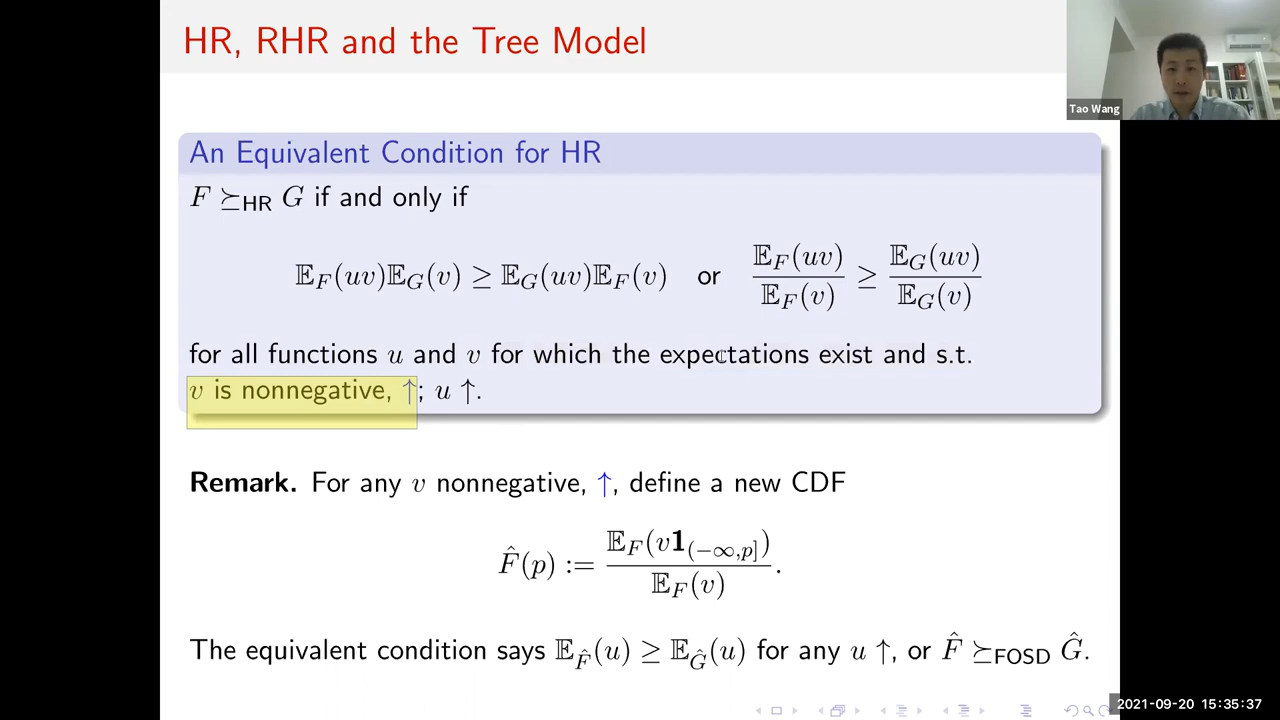 HR, RHR and the Tree Model
Tao Wang
An Equivalent Condition for HR
F ⪰_HR G if and only if
𝔼_F(uv)𝔼_G(v) ≥ 𝔼_G(uv)𝔼_F(v) or 𝔼_F(uv)/𝔼_F(v) ≥ 𝔼_G(uv)/𝔼_G(v)
for all functions u and v for which the expectations exist and s.t.
v is nonnegative, ↑; u ↑.
Remark. For any v nonnegative, ↑, define a new CDF
F̂(p) := 𝔼_F(v𝟏_(−∞,p])/𝔼_F(v).
The equivalent condition says 𝔼_F̂(u) ≥ 𝔼_Ĝ(u) for any u ↑, or F̂ ⪰_FOSD Ĝ.
2021-09-20 15:35:37